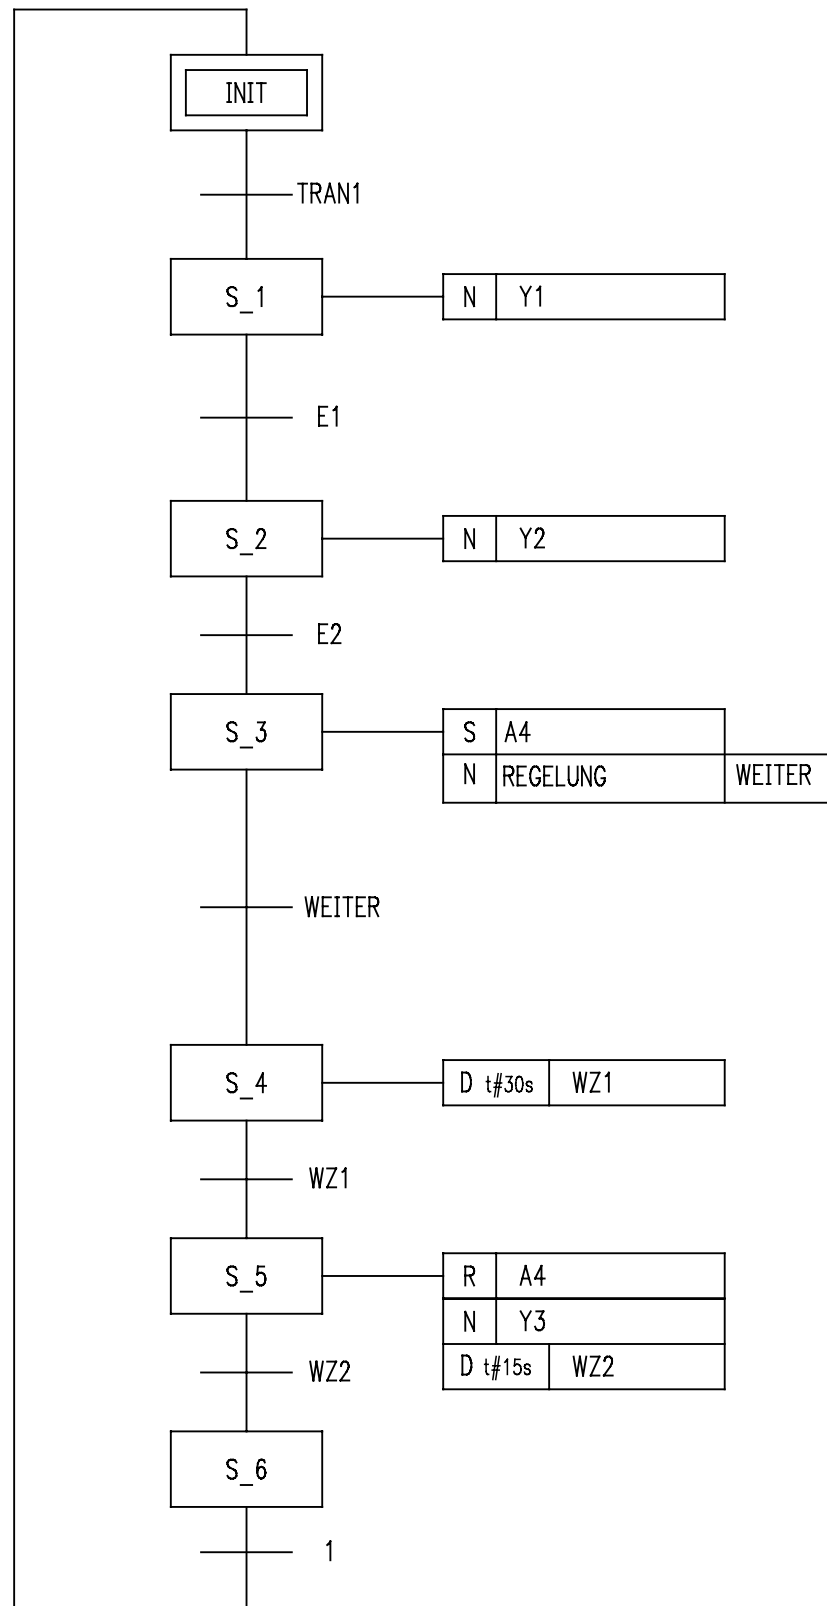 INIT
TRAN1
S_1
N Y1
E1
S_2
N Y2
E2
S_3
S A4
N REGELUNG WEITER
WEITER
S_4
D t#30s WZ1
WZ1
S_5
R A4
N Y3
D t#15s WZ2
WZ2
S_6
1